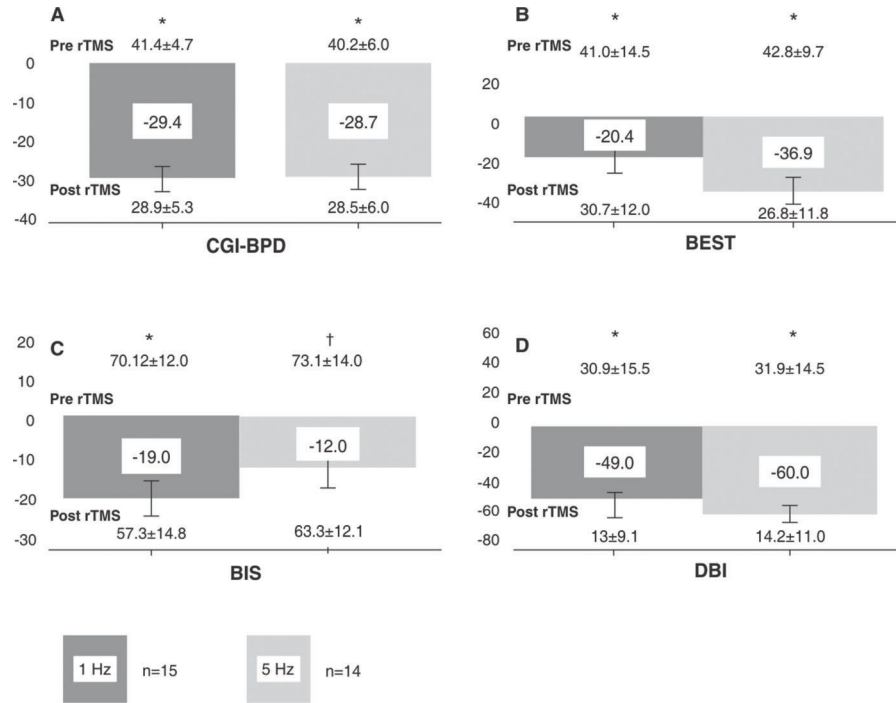 A
*
*
Pre rTMS
41.4±4.7
40.2±6.0
0
-10
-20
-30
-40
-29.4
-28.7
Post rTMS
28.9±5.3
28.5±6.0
CGI-BPD
B
*
*
Pre rTMS
41.0±14.5
42.8±9.7
20
0
-20
-40
-20.4
-36.9
Post rTMS
30.7±12.0
26.8±11.8
BEST
C
*
†
70.12±12.0
73.1±14.0
20
10
0
-10
-20
-30
Pre rTMS
-19.0
-12.0
Post rTMS
57.3±14.8
63.3±12.1
BIS
D
*
*
30.9±15.5
31.9±14.5
60
40
20
0
-20
-40
-60
-80
Pre rTMS
-49.0
-60.0
Post rTMS
13±9.1
14.2±11.0
DBI
1 Hz
n=15
5 Hz
n=14